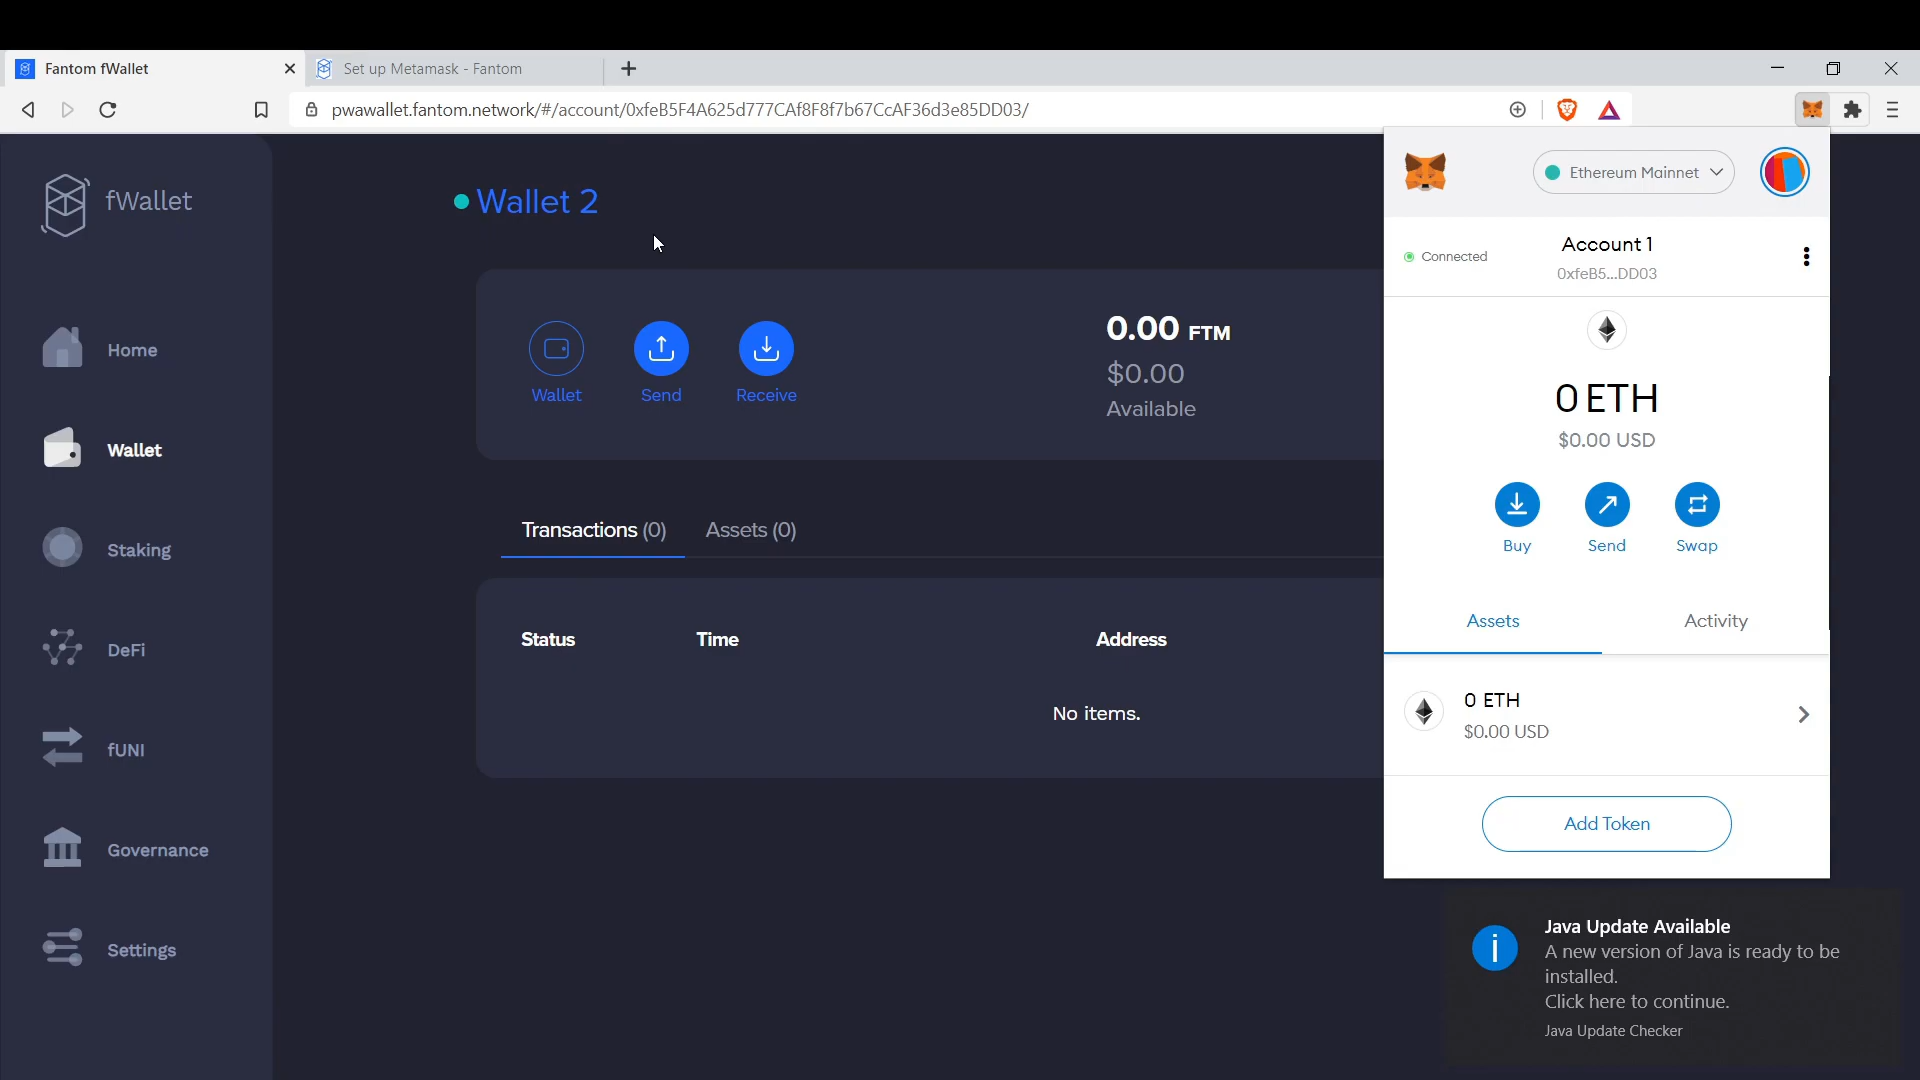 Fantom fWallet
Set up Metamask - Fantom
pwawallet.fantom.network/#/account/0xfeB5F4A625d777CAf8F8f7b67CcAF36d3e85DD03/
fWallet
Home
Wallet
Staking
DeFi
fUNI
Governance
Settings
Wallet 2
Wallet
Send
Receive
0.00 FTM
$0.00
Available
Transactions (0)
Assets (0)
Status
Time
Address
No items.
Ethereum Mainnet
Connected
Account 1
0xfeB5...DD03
0 ETH
$0.00 USD
Buy
Send
Swap
Assets
Activity
0 ETH
$0.00 USD
Add Token
Java Update Available
A new version of Java is ready to be
installed.
Click here to continue.
Java Update Checker